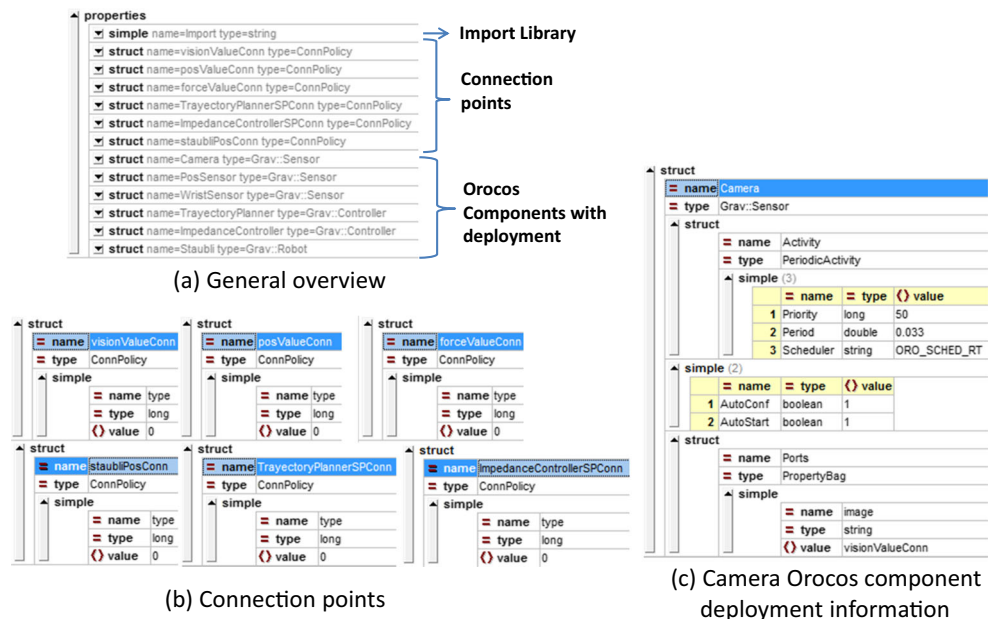 properties
simple name=Import type=string
struct name=visionValueConn type=ConnPolicy
struct name=posValueConn type=ConnPolicy
struct name=forceValueConn type=ConnPolicy
struct name=TrayectoryPlannerSPConn type=ConnPolicy
struct name=ImpedanceControllerSPConn type=ConnPolicy
struct name=staubliPosConn type=ConnPolicy
struct name=Camera type=Grav::Sensor
struct name=PosSensor type=Grav::Sensor
struct name=WristSensor type=Grav::Sensor
struct name=TrayectoryPlanner type=Grav::Controller
struct name=ImpedanceController type=Grav::Controller
struct name=Staubli type=Grav::Robot
Import Library
Connection
points
Orocos
Components with
deployment
(a) General overview
struct
= name visionValueConn
= type ConnPolicy
simple
= name type
= type long
() value 0
struct
= name posValueConn
= type ConnPolicy
simple
= name type
= type long
() value 0
struct
= name forceValueConn
= type ConnPolicy
simple
= name type
= type long
() value 0
struct
= name staubliPosConn
= type ConnPolicy
simple
= name type
= type long
() value 0
struct
= name TrayectoryPlannerSPConn
= type ConnPolicy
simple
= name type
= type long
() value 0
struct
= name ImpedanceControllerSPConn
= type ConnPolicy
simple
= name type
= type long
() value 0
(b) Connection points
struct
= name Camera
= type Grav::Sensor
struct
= name Activity
= type PeriodicActivity
simple (3)
= name = type () value
1 Priority long 50
2 Period double 0.033
3 Scheduler string ORO_SCHED_RT
simple (2)
= name = type () value
1 AutoConf boolean 1
2 AutoStart boolean 1
struct
= name Ports
= type PropertyBag
simple
= name image
= type string
() value visionValueConn
(c) Camera Orocos component
deployment information